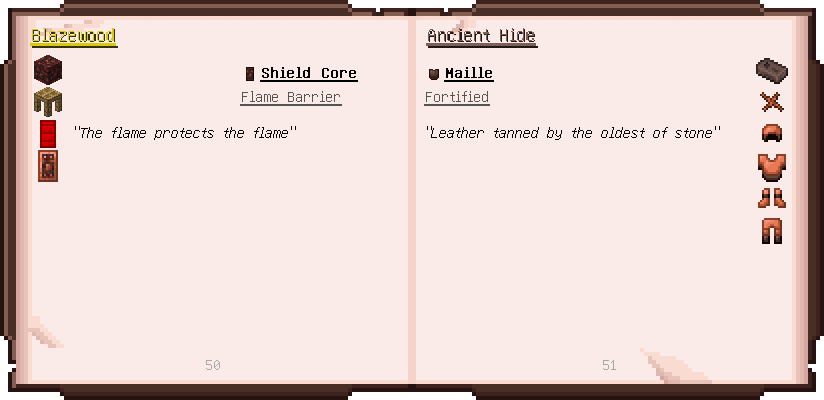 Blazewood
Shield Core
Flame Barrier
"The flame protects the flame"
50
Ancient Hide
Maille
Fortified
"Leather tanned by the oldest of stone"
51